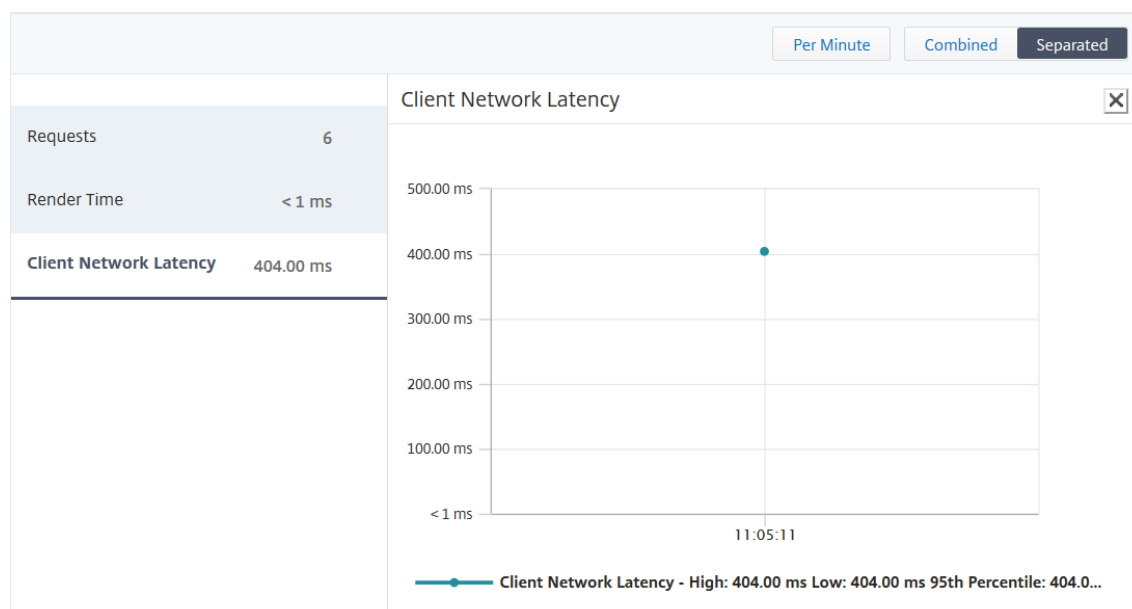 Per Minute Combined Separated
Client Network Latency
Requests 6
Render Time < 1 ms
Client Network Latency 404.00 ms
500.00 ms
400.00 ms
300.00 ms
200.00 ms
100.00 ms
< 1 ms
11:05:11
Client Network Latency - High: 404.00 ms Low: 404.00 ms 95th Percentile: 404.0...